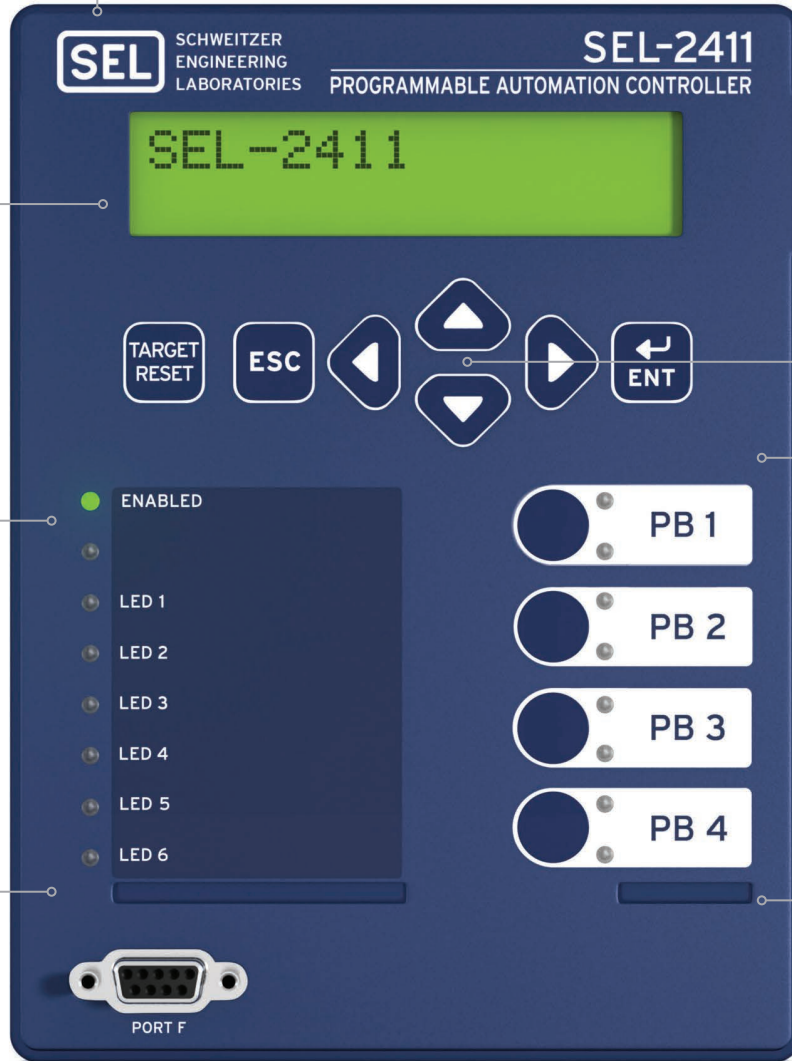 SEL
SCHWEITZER
ENGINEERING
LABORATORIES
SEL-2411
PROGRAMMABLE AUTOMATION CONTROLLER
SEL-2411
TARGET
RESET
ESC
ENT
ENABLED
LED 1
LED 2
LED 3
LED 4
LED 5
LED 6
PB 1
PB 2
PB 3
PB 4
PORT F